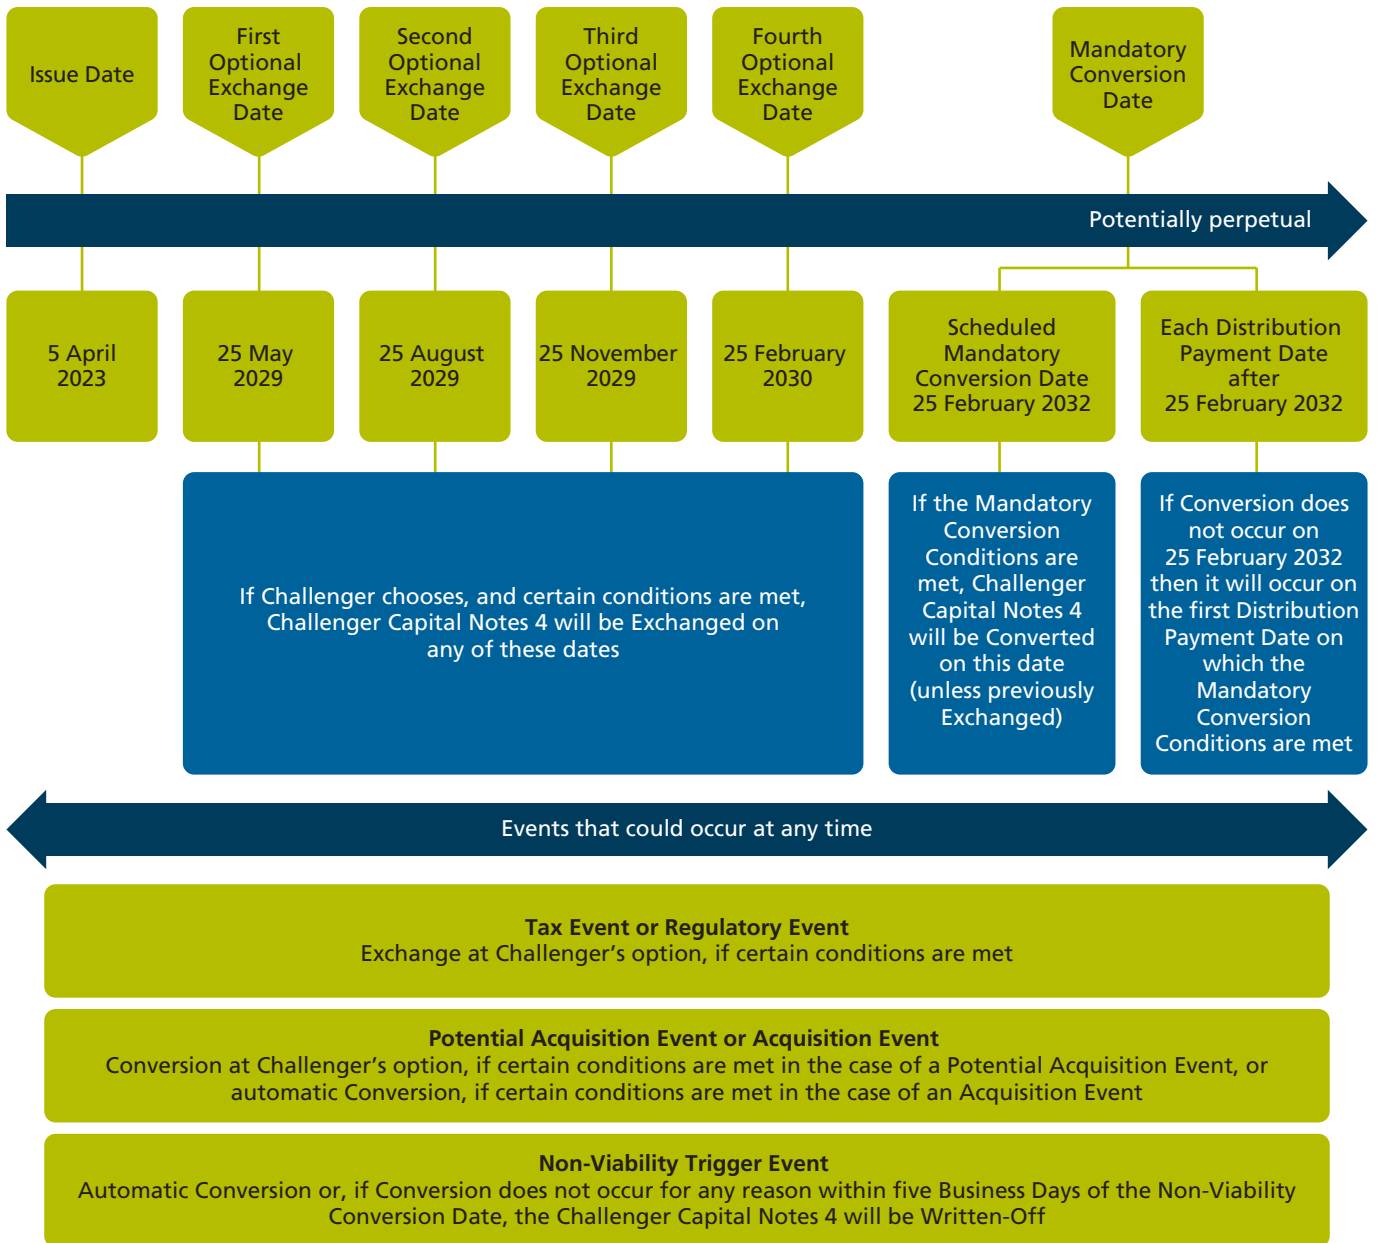 Issue Date
First
Optional
Exchange
Date
Second
Optional
Exchange
Date
Third
Optional
Exchange
Date
Fourth
Optional
Exchange
Date
Mandatory
Conversion
Date
Potentially perpetual
5 April
2023
25 May
2029
25 August
2029
25 November
2029
25 February
2030
Scheduled
Mandatory
Conversion Date
25 February 2032
Each Distribution
Payment Date
after
25 February 2032
If Challenger chooses, and certain conditions are met,
Challenger Capital Notes 4 will be Exchanged on
any of these dates
If the Mandatory
Conversion
Conditions are
met, Challenger
Capital Notes 4
will be Converted
on this date
(unless previously
Exchanged)
If Conversion does
not occur on
25 February 2032
then it will occur on
the first Distribution
Payment Date on
which the
Mandatory
Conversion
Conditions are met
Events that could occur at any time
Tax Event or Regulatory Event
Exchange at Challenger’s option, if certain conditions are met
Potential Acquisition Event or Acquisition Event
Conversion at Challenger’s option, if certain conditions are met in the case of a Potential Acquisition Event, or
automatic Conversion, if certain conditions are met in the case of an Acquisition Event
Non-Viability Trigger Event
Automatic Conversion or, if Conversion does not occur for any reason within five Business Days of the Non-Viability
Conversion Date, the Challenger Capital Notes 4 will be Written-Off